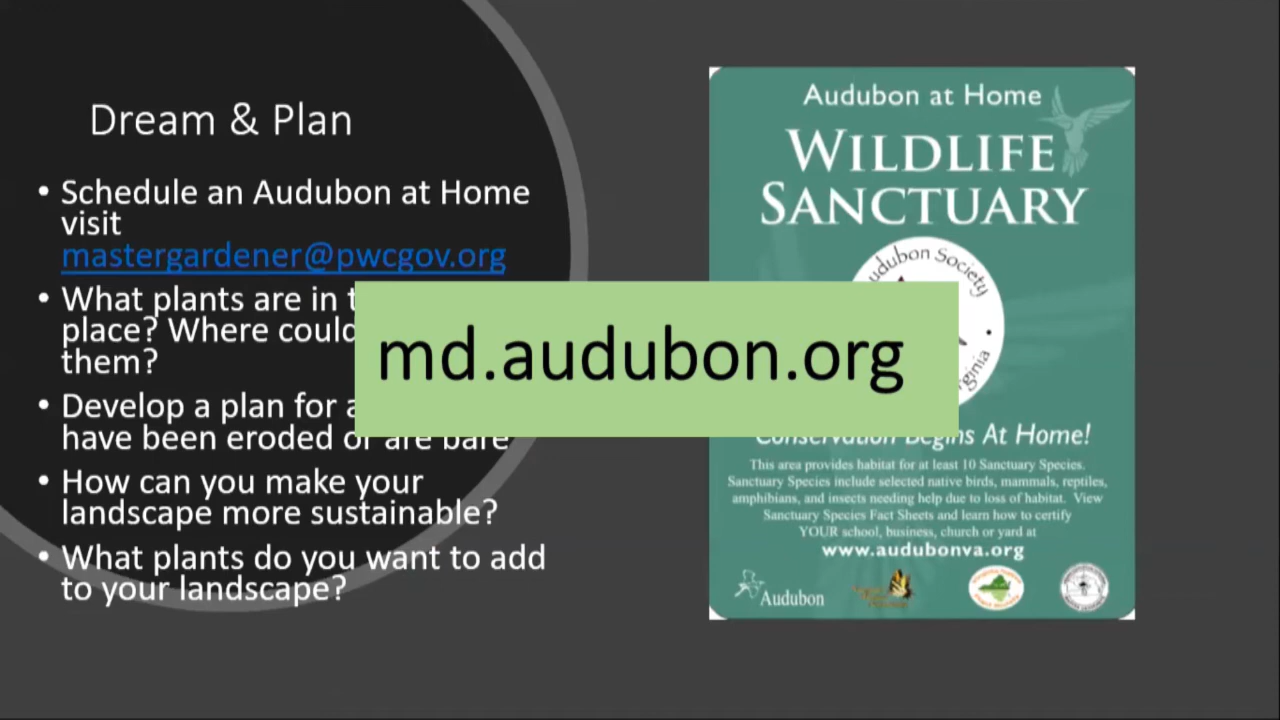 Dream & Plan
• Schedule an Audubon at Home
visit
mastergardener@pwcgov.org
• What plants are in
place? Where could
them?
• Develop a plan for
have been eroded or are bare
• How can you make your
landscape more sustainable?
• What plants do you want to add
to your landscape?
md.audubon.org
Audubon at Home
WILDLIFE
SANCTUARY
Audubon Society
Conservation Begins At Home!
This area provides habitat for at least 10 Sanctuary Species.
Sanctuary Species include selected native birds, mammals, reptiles,
amphibians, and insects needing help due to loss of habitat. View
Sanctuary Species Fact Sheets and learn how to certify
YOUR school, business, church or yard at
www.audubonva.org
Audubon